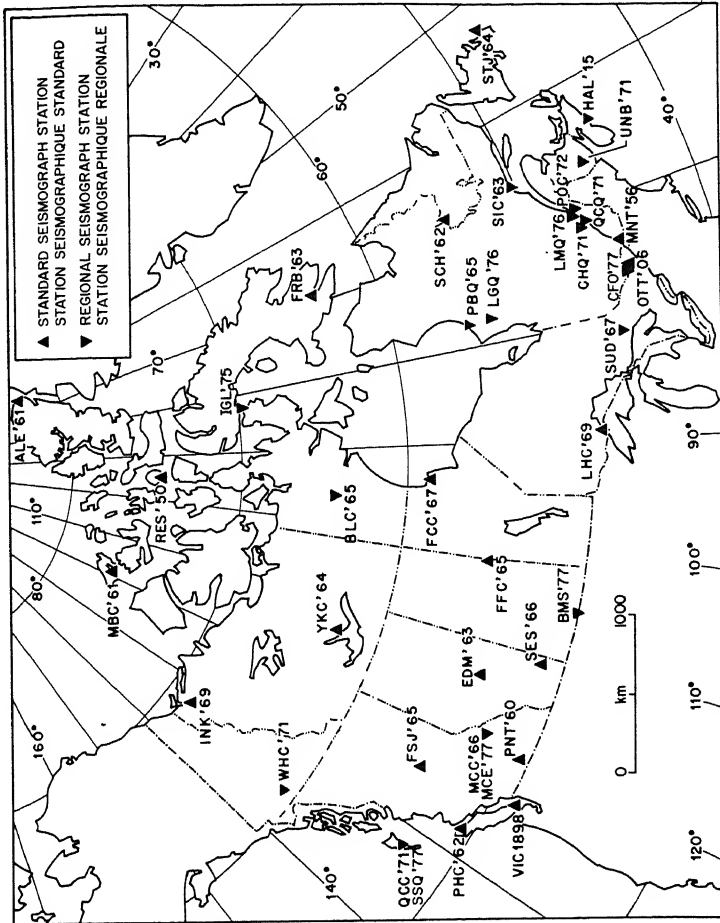 ▲ STANDARD SEISMOGRAPH STATION
STATION SEISMOGRAPHIQUE STANDARD
▼ REGIONAL SEISMOGRAPH STATION
STATION SEISMOGRAPHIQUE REGIONALE
ALE'61
110°
80°
160°
70°
30°
50°
60°
MBC'61
RES'50
IGL'75
FRB'63
INK'69
YKC'64
BLC'65
WHC'71
FCC'67
SCH'62
PBQ'65
LGQ'76
STJ'64
SIC'63
140°
QCC'71
SSQ'77
PHC'62
VIC1898
FSJ'65
MCC'66
MCE'77
PNT'60
EDM'63
SES'66
FFC'65
BMS'77
LHC'69
SUD'67
LMQ'76
POC'72
CHQ'71
QCQ'71
CFO'77
OTT'06
MNT'56
HAL'15
UNB'71
40°
0 km 1000
120°
110°
100°
90°